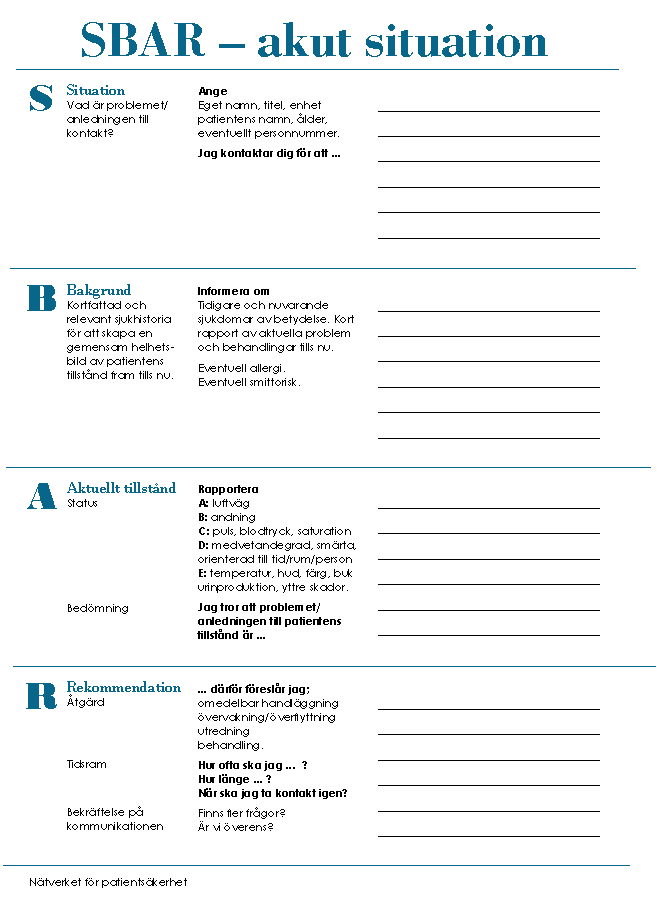 SBAR – akut situation
S
Situation
Vad är problemet/
anledningen till
kontakt?
Ange
Eget namn, titel, enhet
patientens namn, ålder,
eventuellt personnummer.
Jag kontaktar dig för att ...
B
Bakgrund
Kortfattad och
relevant sjukhistoria
för att skapa en
gemensam helhets-
bild av patientens
tillstånd fram tills nu.
Informera om
Tidigare och nuvarande
sjukdomar av betydelse. Kort
rapport av aktuella problem
och behandlingar tills nu.
Eventuell allergi.
Eventuell smittorisk.
A
Aktuellt tillstånd
Status
Rapportera
A: luftväg
B: andning
C: puls, blodtryck, saturation
D: medvetandegrad, smärta,
orienterad till tid/rum/person
E: temperatur, hud, färg, buk
urinproduktion, yttre skador.
Bedömning
Jag tror att problemet/
anledningen till patientens
tillstånd är ...
R
Rekommendation
Åtgärd
... därför föreslår jag;
omedelbar handläggning
övervakning/överflyttning
utredning
behandling.
Tidsram
Hur ofta ska jag ... ?
Hur länge ... ?
När ska jag ta kontakt igen?
Bekräftelse på
kommunikationen
Finns fler frågor?
Är vi överens?
Nätverket för patientsäkerhet